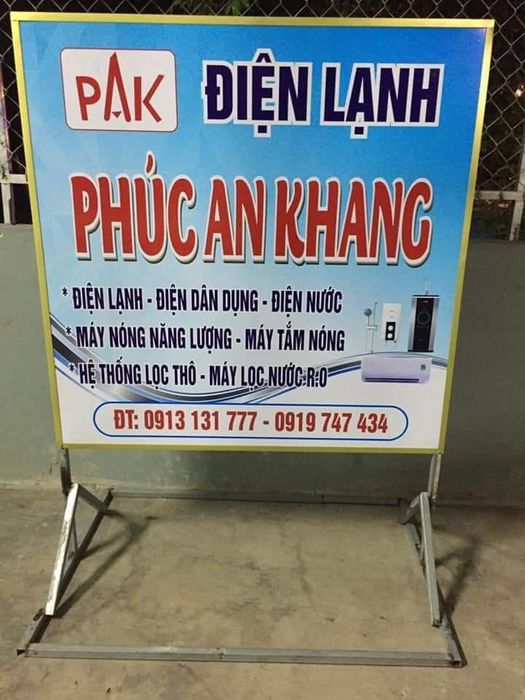 PAK ĐIỆN LẠNH
PHÚC AN KHANG
* ĐIỆN LẠNH - ĐIỆN DÂN DỤNG - ĐIỆN NƯỚC
* MÁY NÓNG NĂNG LƯỢNG - MÁY TẮM NÓNG
* HỆ THỐNG LỌC THÔ - MÁY LỌC NƯỚC R.O
ĐT: 0913 131 777 - 0919 747 434